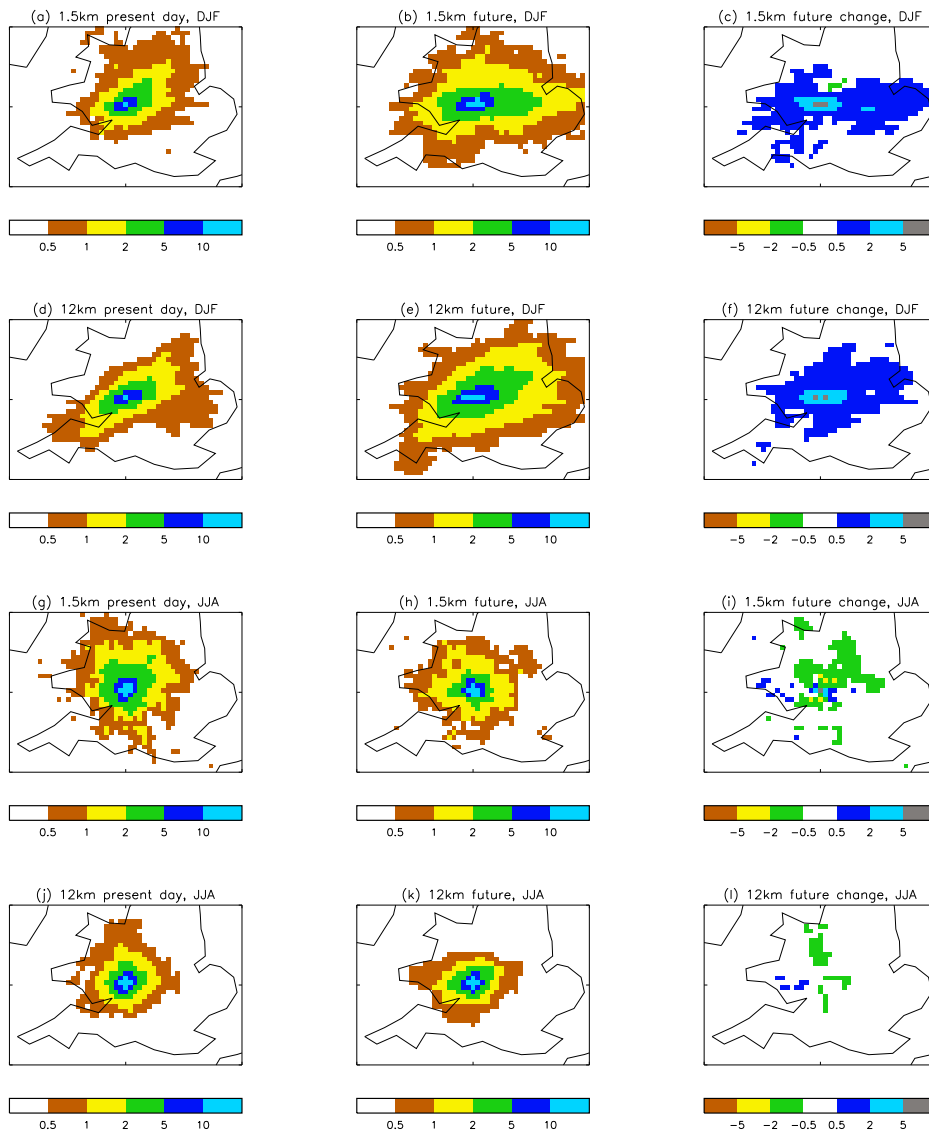 (a) 1.5km present day, DJF
(b) 1.5km future, DJF
(c) 1.5km future change, DJF
0.5 1 2 5 10
0.5 1 2 5 10
-5 -2 -0.5 0.5 2 5
(d) 12km present day, DJF
(e) 12km future, DJF
(f) 12km future change, DJF
0.5 1 2 5 10
0.5 1 2 5 10
-5 -2 -0.5 0.5 2 5
(g) 1.5km present day, JJA
(h) 1.5km future, JJA
(i) 1.5km future change, JJA
0.5 1 2 5 10
0.5 1 2 5 10
-5 -2 -0.5 0.5 2 5
(j) 12km present day, JJA
(k) 12km future, JJA
(l) 12km future change, JJA
0.5 1 2 5 10
0.5 1 2 5 10
-5 -2 -0.5 0.5 2 5